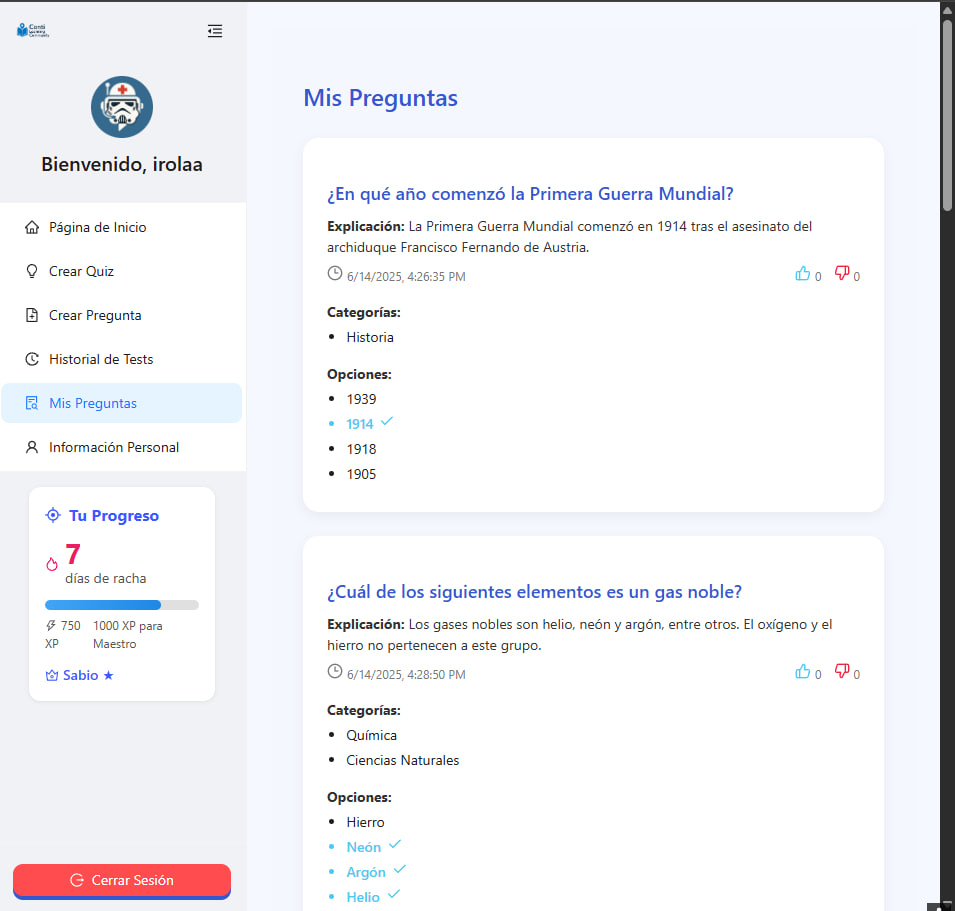 Conti
Learning
Community
Bienvenido, irolaa
Página de Inicio
Crear Quiz
Crear Pregunta
Historial de Tests
Mis Preguntas
Información Personal
Tu Progreso
7
días de racha
750 XP
1000 XP para Maestro
Sabio ★
Cerrar Sesión
Mis Preguntas
¿En qué año comenzó la Primera Guerra Mundial?
Explicación: La Primera Guerra Mundial comenzó en 1914 tras el asesinato del
archiduque Francisco Fernando de Austria.
6/14/2025, 4:26:35 PM 0 0
Categorías:
• Historia
Opciones:
• 1939
• 1914 ✓
• 1918
• 1905
¿Cuál de los siguientes elementos es un gas noble?
Explicación: Los gases nobles son helio, neón y argón, entre otros. El oxígeno y el
hierro no pertenecen a este grupo.
6/14/2025, 4:28:50 PM 0 0
Categorías:
• Química
• Ciencias Naturales
Opciones:
• Hierro
• Neón ✓
• Argón ✓
• Helio ✓